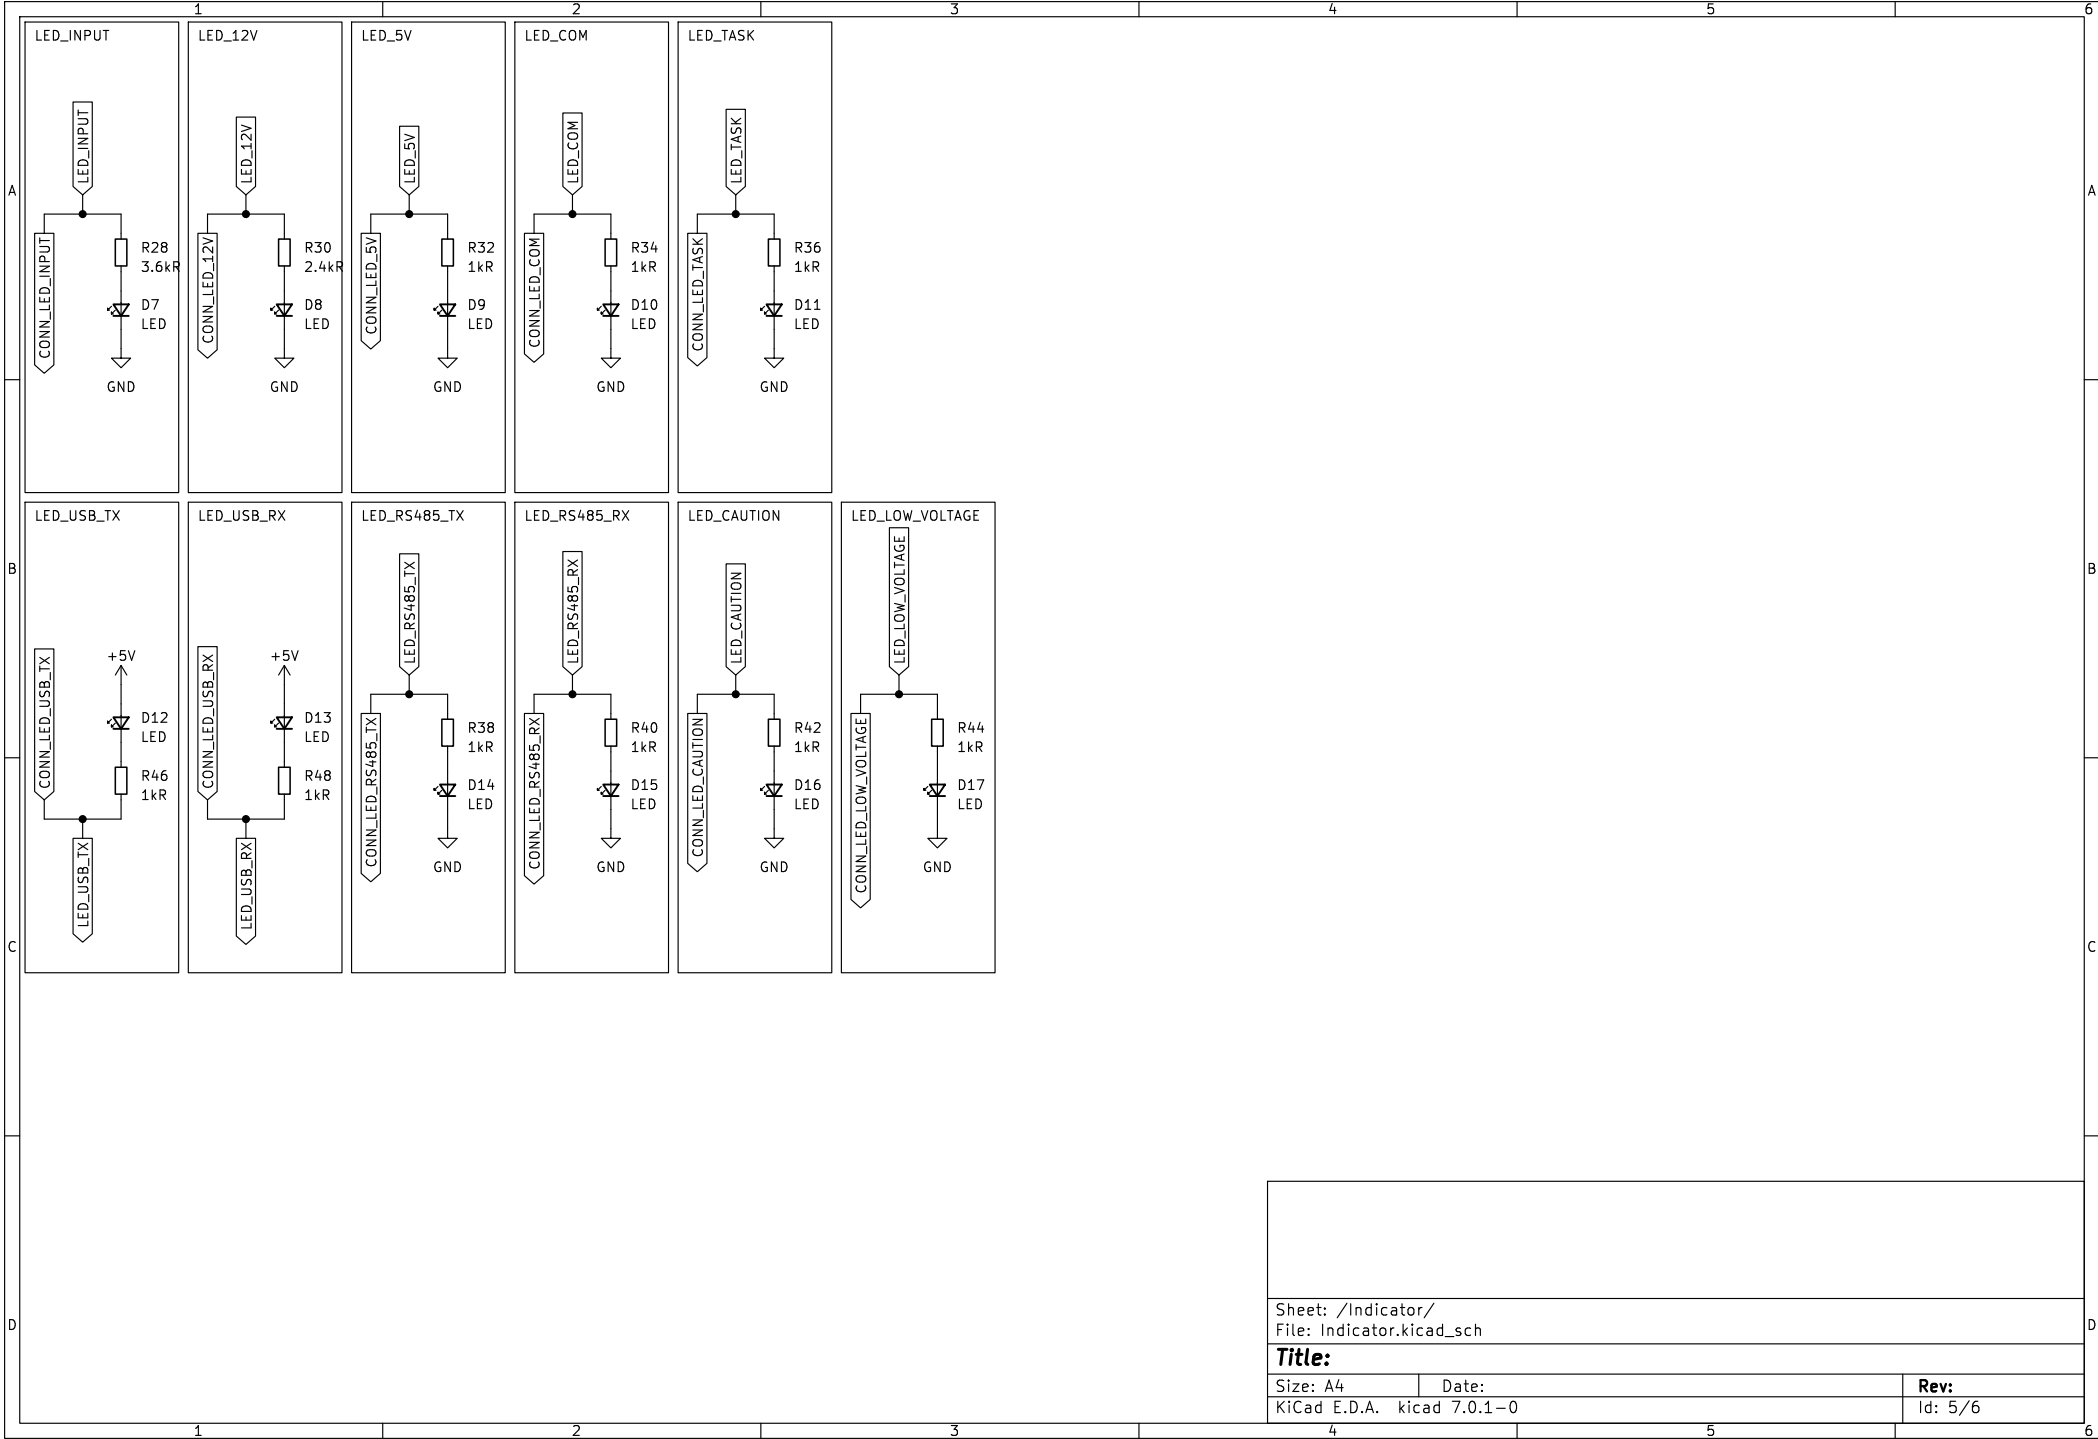 1 2 3 4 5 6
LED_INPUT
LED_INPUT
CONN_LED_INPUT
R28
3.6kR
D7
LED
GND
LED_12V
LED_12V
CONN_LED_12V
R30
2.4kR
D8
LED
GND
LED_5V
LED_5V
CONN_LED_5V
R32
1kR
D9
LED
GND
LED_COM
LED_COM
CONN_LED_COM
R34
1kR
D10
LED
GND
LED_TASK
LED_TASK
CONN_LED_TASK
R36
1kR
D11
LED
GND
A A
LED_USB_TX
CONN_LED_USB_TX
+5V
D12
LED
R46
1kR
LED_USB_TX
LED_USB_RX
CONN_LED_USB_RX
+5V
D13
LED
R48
1kR
LED_USB_RX
LED_RS485_TX
LED_RS485_TX
CONN_LED_RS485_TX
R38
1kR
D14
LED
GND
LED_RS485_RX
LED_RS485_RX
CONN_LED_RS485_RX
R40
1kR
D15
LED
GND
LED_CAUTION
LED_CAUTION
CONN_LED_CAUTION
R42
1kR
D16
LED
GND
LED_LOW_VOLTAGE
LED_LOW_VOLTAGE
CONN_LED_LOW_VOLTAGE
R44
1kR
D17
LED
GND
B B
C C
D D
Sheet: /Indicator/
File: Indicator.kicad_sch
Title:
Size: A4 Date: Rev:
KiCad E.D.A. kicad 7.0.1-0 Id: 5/6
1 2 3 4 5 6